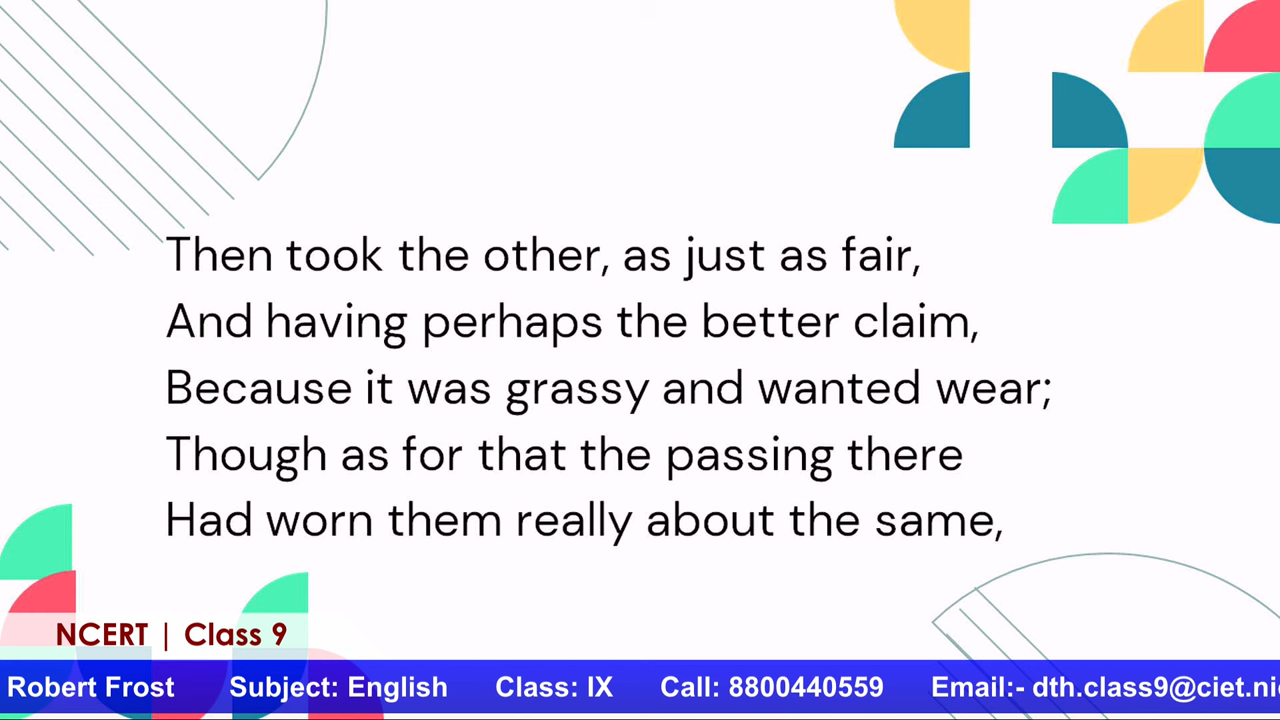 Then took the other, as just as fair,
And having perhaps the better claim,
Because it was grassy and wanted wear;
Though as for that the passing there
Had worn them really about the same,
NCERT | Class 9
Robert Frost Subject: English Class: IX Call: 8800440559 Email:- dth.class9@ciet.ni